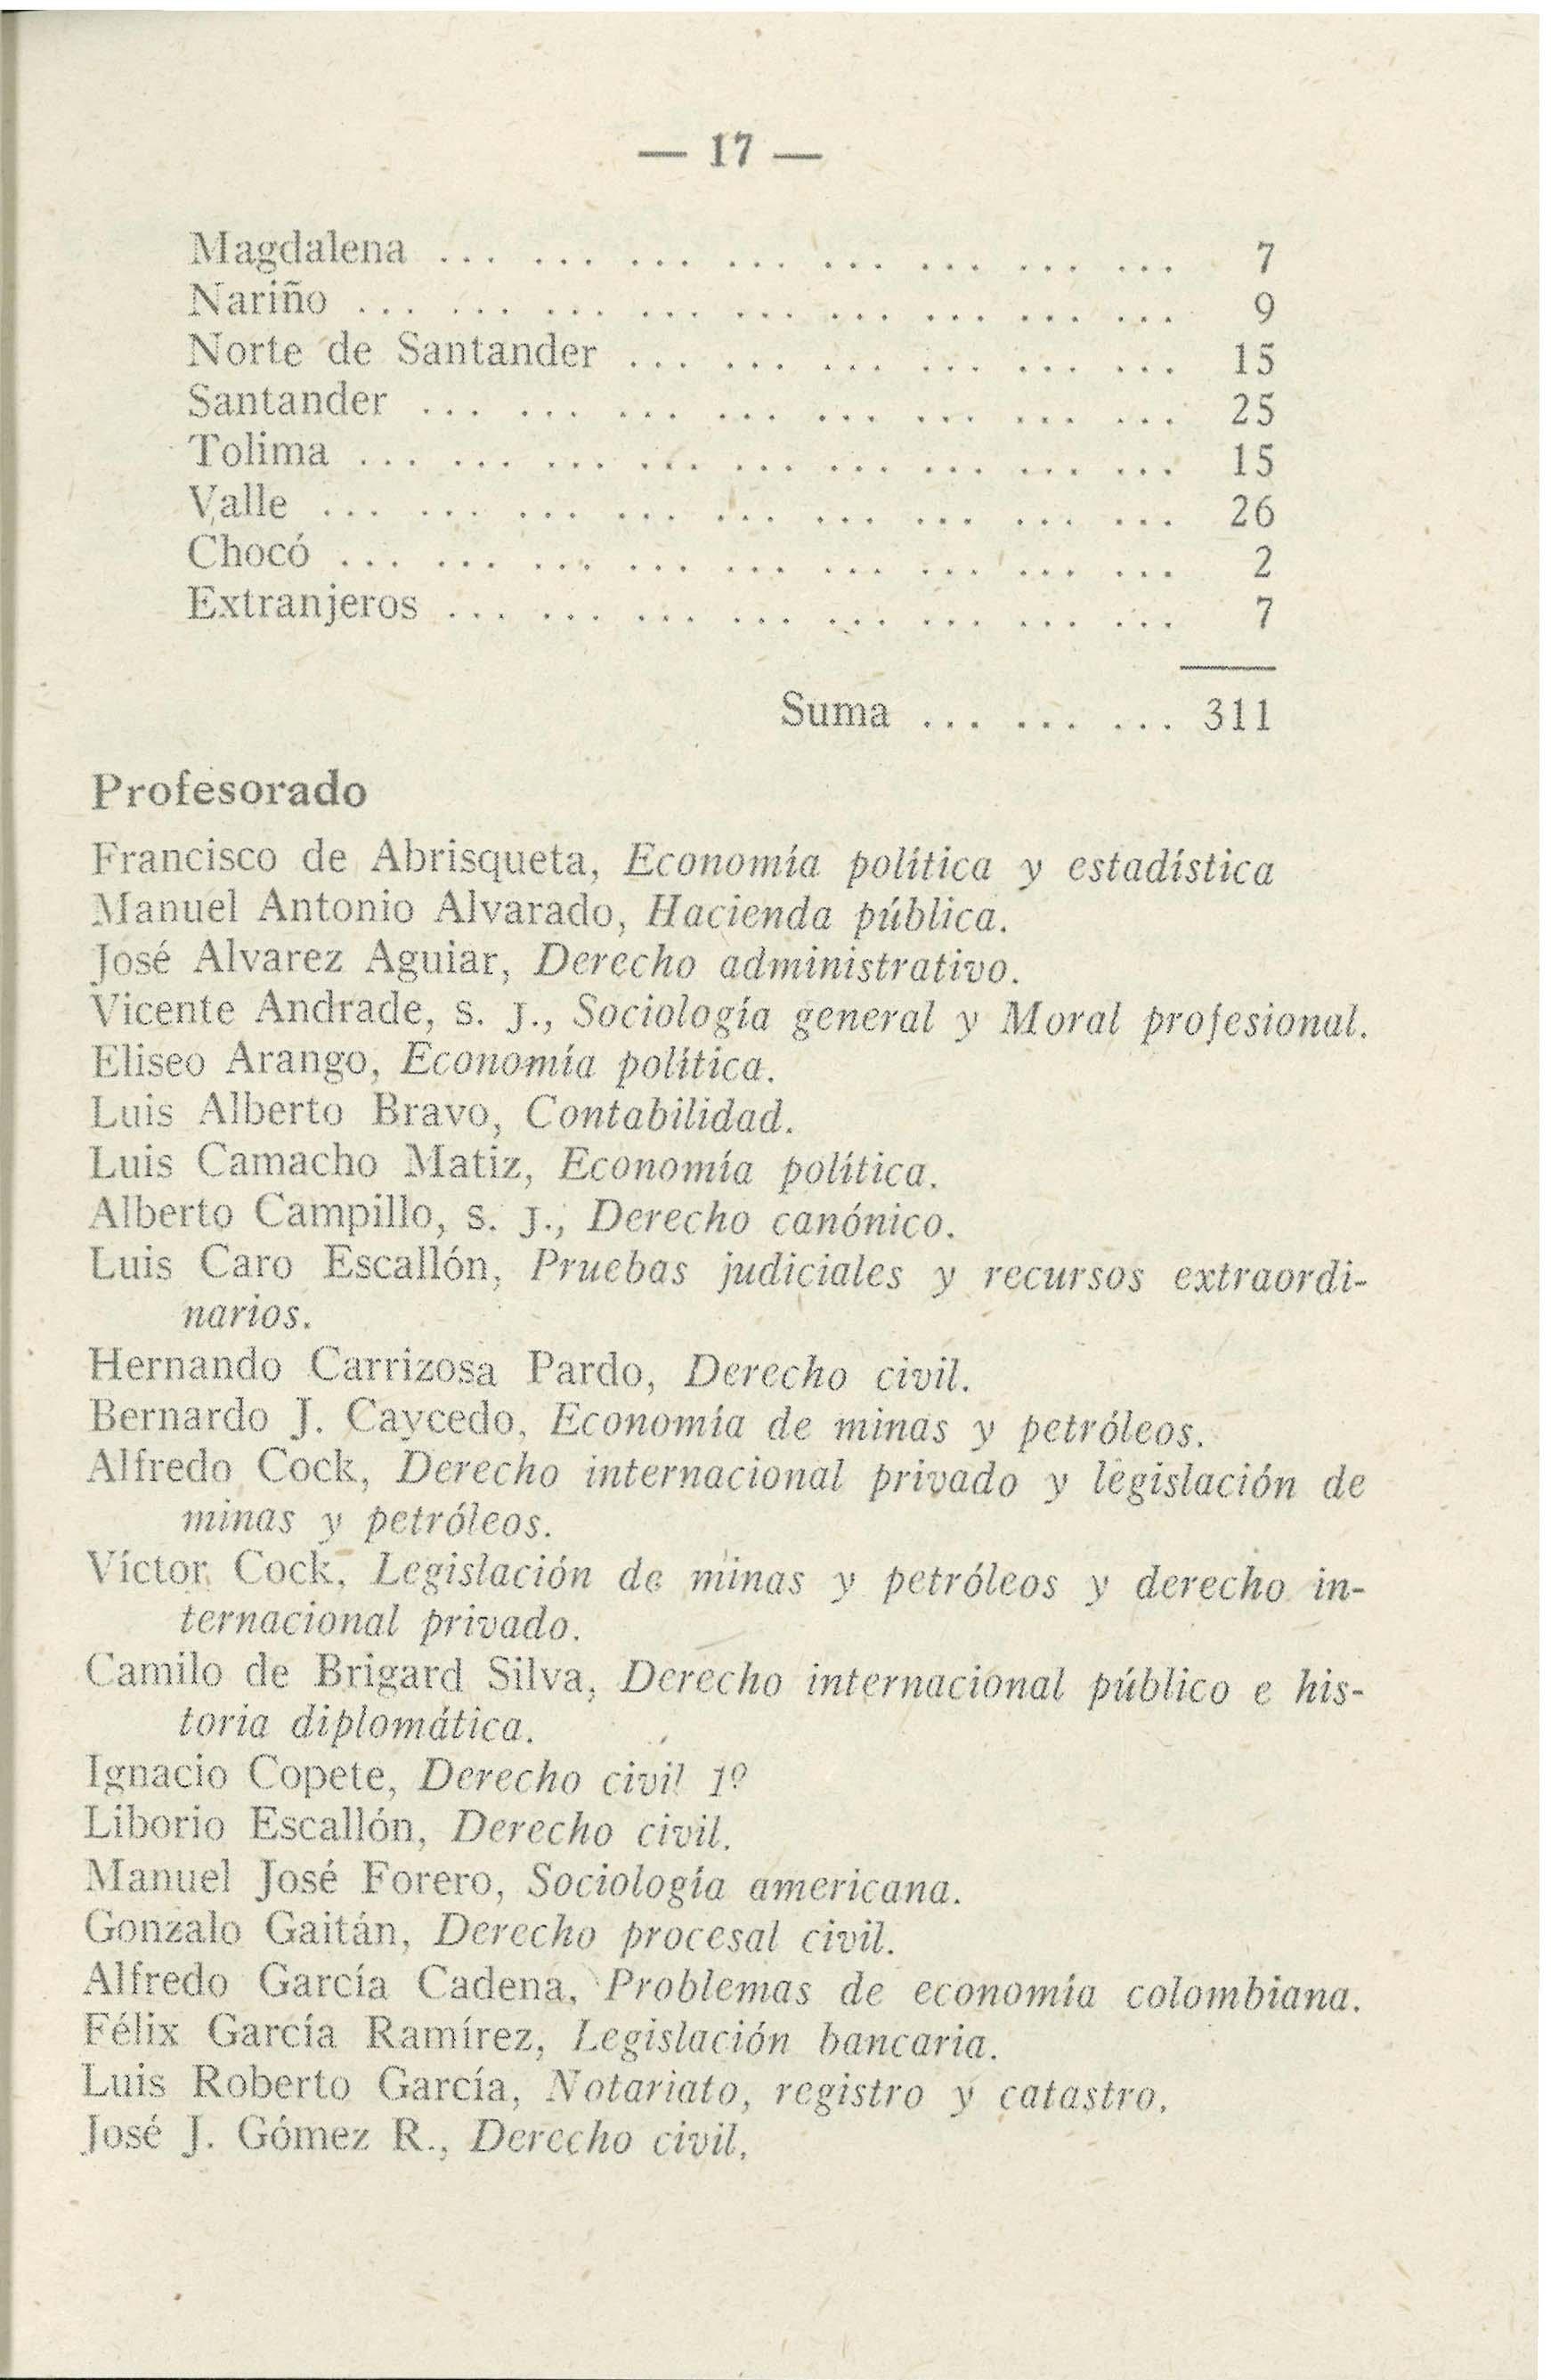 — 17 —
Magdalena ... ... ... ... ... ... ... ... 7
Nariño ... ... ... ... ... ... ... ... ... 9
Norte de Santander ... ... ... ... ... ... 15
Santander ... ... ... ... ... ... ... ... 25
Tolima ... ... ... ... ... ... ... ... ... 15
Valle ... ... ... ... ... ... ... ... ... 26
Chocó ... ... ... ... ... ... ... ... ... 2
Extranjeros ... ... ... ... ... ... ... ... 7
Suma ... ... ... 311
Profesorado
Francisco de Abrisqueta, Economía política y estadística
Manuel Antonio Alvarado, Hacienda pública.
José Alvarez Aguiar, Derecho administrativo.
Vicente Andrade, s. j., Sociología general y Moral profesional.
Eliseo Arango, Economía política.
Luis Alberto Bravo, Contabilidad.
Luis Camacho Matiz, Economía política.
Alberto Campillo, s. j., Derecho canónico.
Luis Caro Escallón, Pruebas judiciales y recursos extraordi-
narios.
Hernando Carrizosa Pardo, Derecho civil.
Bernardo J. Caycedo, Economía de minas y petróleos.
Alfredo Cock, Derecho internacional privado y legislación de
minas y petróleos.
Víctor Cock, Legislación de minas y petróleos y derecho in-
ternacional privado.
Camilo de Brigard Silva, Derecho internacional público e his-
toria diplomática.
Ignacio Copete, Derecho civil 1º
Liborio Escallón, Derecho civil.
Manuel José Forero, Sociología americana.
Gonzalo Gaitán, Derecho procesal civil.
Alfredo García Cadena, Problemas de economía colombiana.
Félix García Ramírez, Legislación bancaria.
Luis Roberto García, Notariato, registro y catastro.
José J. Gómez R., Derecho civil.